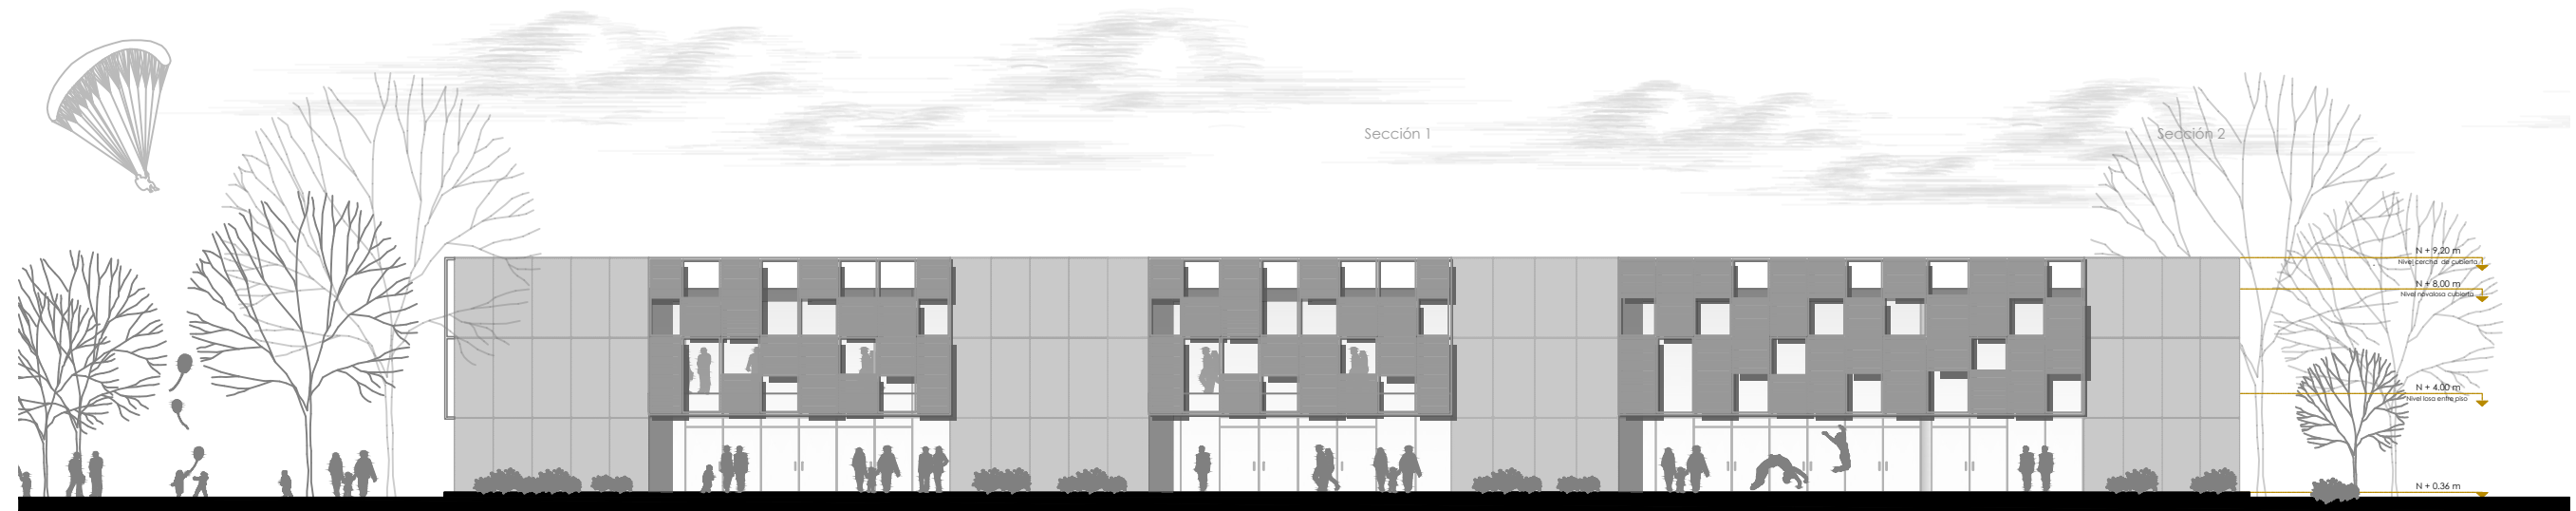 Sección 1
Sección 2
N + 9,20 m
Nivel cercha de cubierta
N + 8,00 m
Nivel novalosa cubierta
N + 4.00 m
Nivel losa entre piso
N + 0.36 m